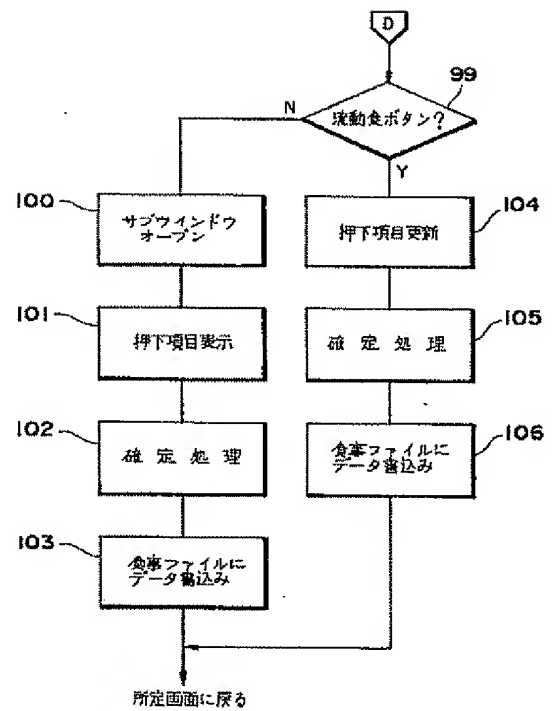 D
99
流動食ボタン?
N
Y
100
サブウィンドウ
オープン
104
押下項目更新
101
押下項目表示
105
確定処理
102
確定処理
106
食事ファイルに
データ書込み
103
食事ファイルに
データ書込み
所定画面に戻る